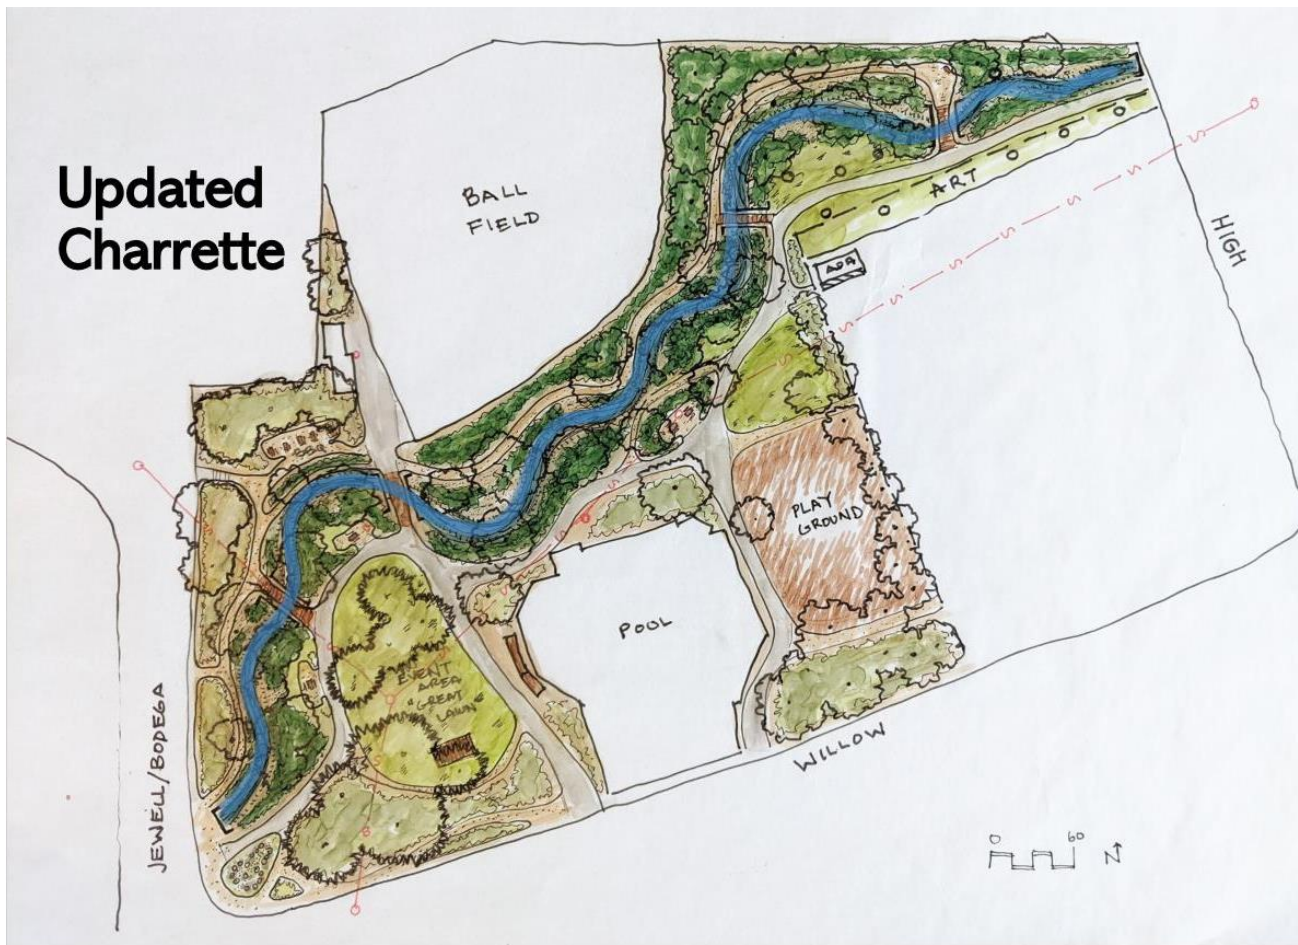 Updated
Charrette
BALL
FIELD
ART
HIGH
ADA
S
S
S
S
S
S
S
S
S
PLAY
GROUND
POOL
EVENT
AREA
GREAT
LAWN
JEWELL/BODEGA
WILLOW
0 60
N